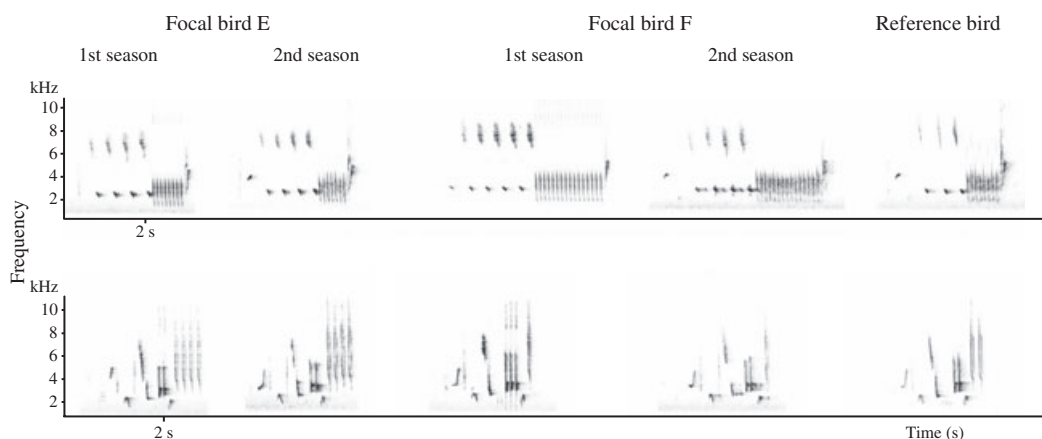 Focal bird E Focal bird F Reference bird
1st season 2nd season 1st season 2nd season
kHz
10
8
6
4
2
2 s
Frequency
kHz
10
8
6
4
2
2 s Time (s)